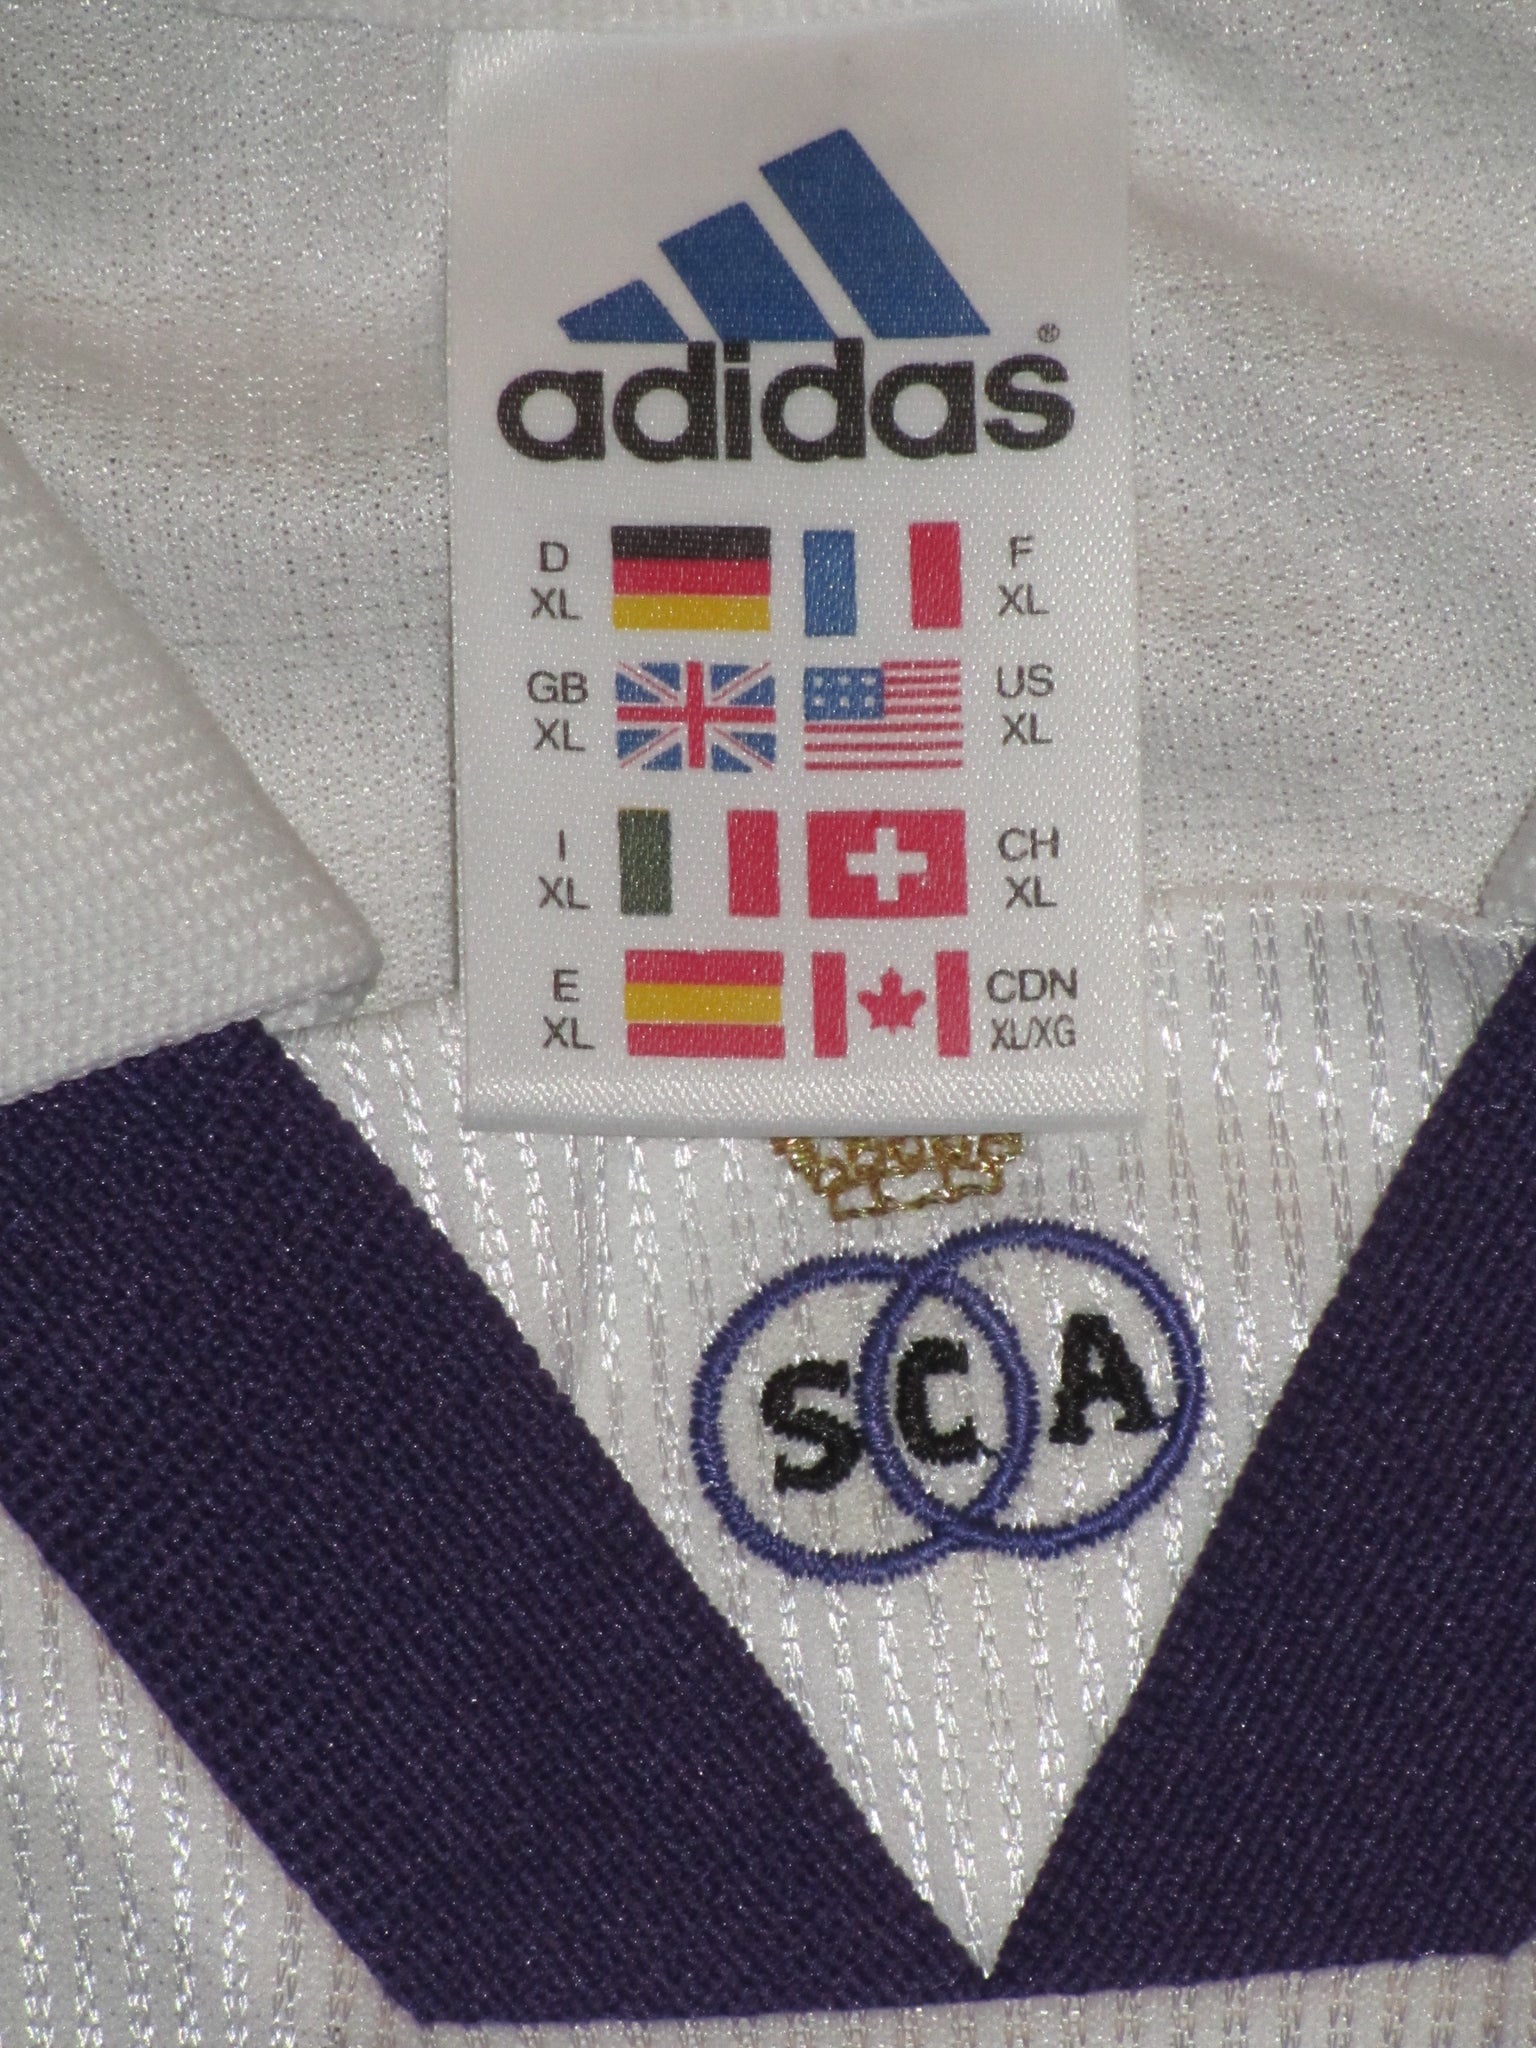 adidas®
D XL
F XL
GB XL
US XL
I XL
CH XL
E XL
CDN XL/XG
SCA